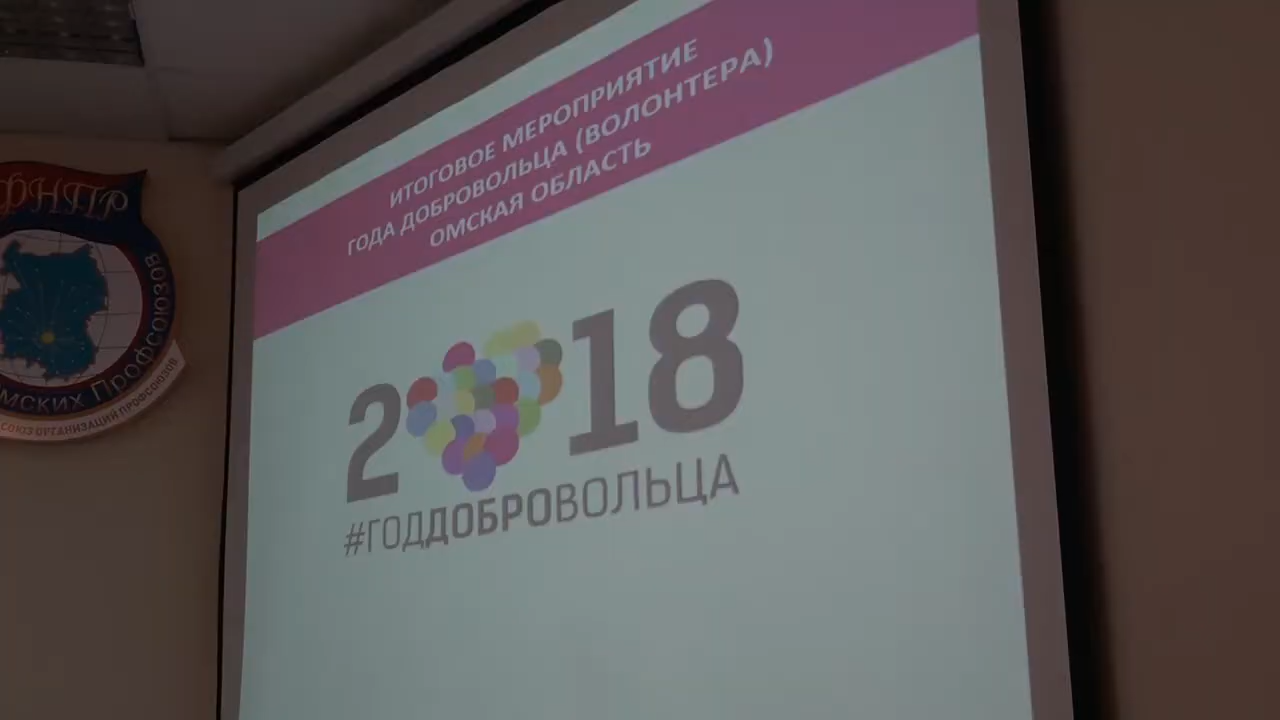 ИТОГОВОЕ МЕРОПРИЯТИЕ
ГОДА ДОБРОВОЛЬЦА (ВОЛОНТЕРА)
ОМСКАЯ ОБЛАСТЬ
2018
#ГОДДОБРОВОЛЬЦА
ФНПР
мских Профсоюзов
СОЮЗ ОРГАНИЗАЦИЙ ПРОФСОЮЗОВ